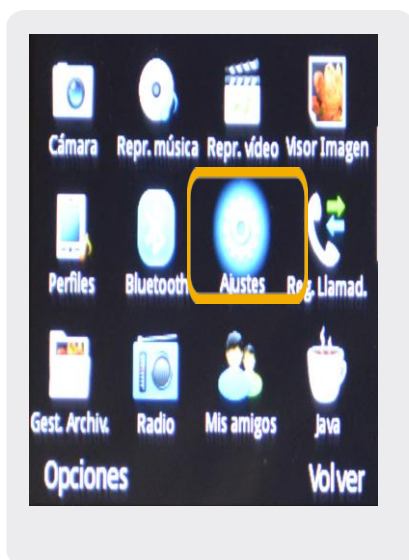 Cámara Repr. música Repr. vídeo Visor Imagen
Perfiles Bluetooth Ajustes Reg. Llamad.
Gest. Archiv. Radio Mis amigos Java
Opciones Volver